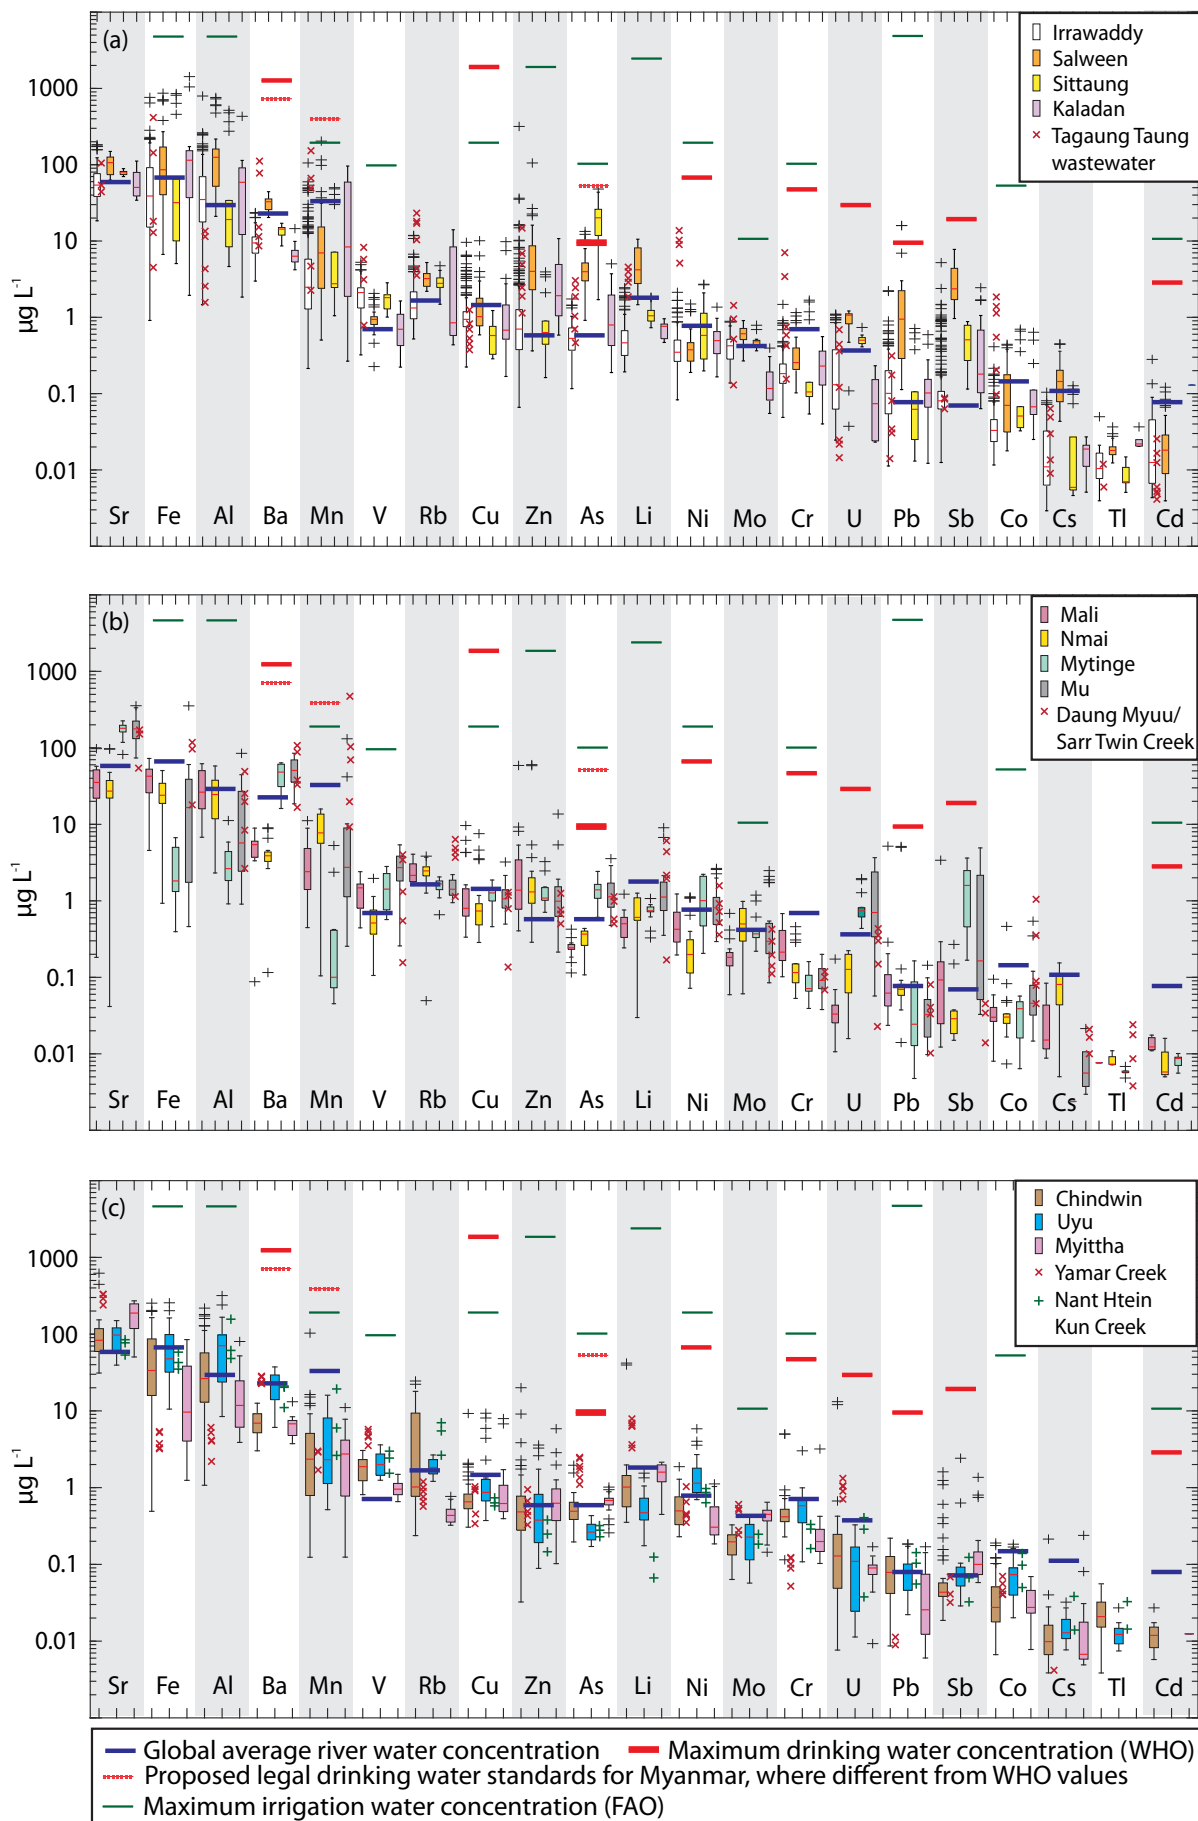 (a)
Irrawaddy
Salween
Sittaung
Kaladan
Tagaung Taung
wastewater
1000
100
10
1
0.1
0.01
µg L-1
Sr Fe Al Ba Mn V Rb Cu Zn As Li Ni Mo Cr U Pb Sb Co Cs Tl Cd
(b)
Mali
Nmai
Mytinge
Mu
Daung Myuu/
Sarr Twin Creek
1000
100
10
1
0.1
0.01
µg L-1
Sr Fe Al Ba Mn V Rb Cu Zn As Li Ni Mo Cr U Pb Sb Co Cs Tl Cd
(c)
Chindwin
Uyu
Myittha
Yamar Creek
Nant Htein
Kun Creek
1000
100
10
1
0.1
0.01
µg L-1
Sr Fe Al Ba Mn V Rb Cu Zn As Li Ni Mo Cr U Pb Sb Co Cs Tl Cd
Global average river water concentration Maximum drinking water concentration (WHO)
Proposed legal drinking water standards for Myanmar, where different from WHO values
Maximum irrigation water concentration (FAO)